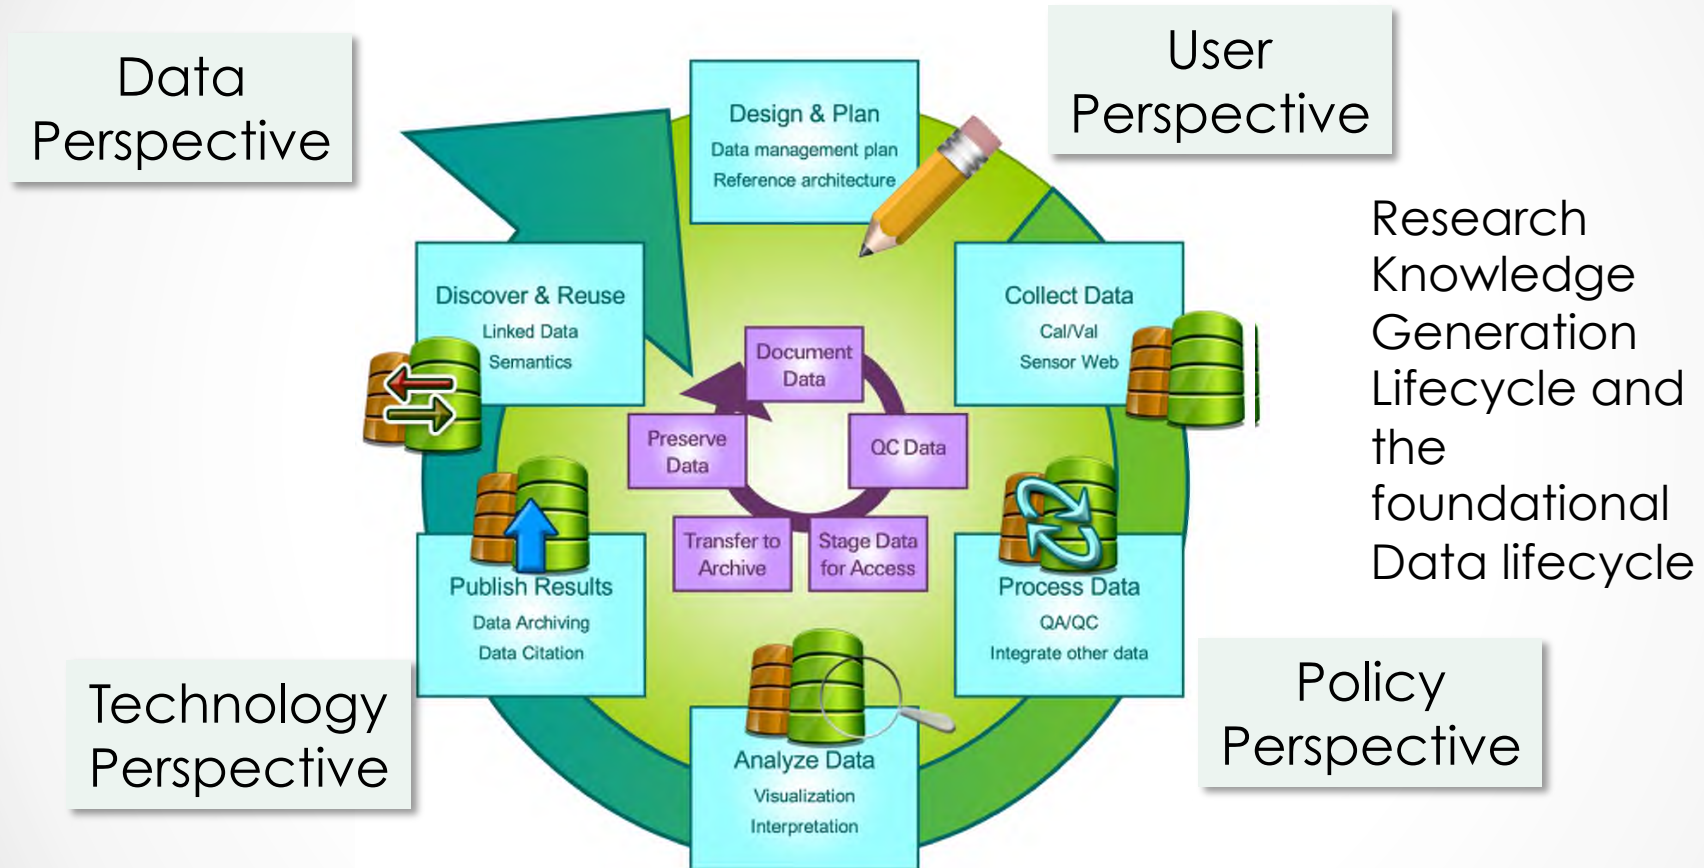 Data
Perspective
User
Perspective
Design & Plan
Data management plan
Reference architecture
Discover & Reuse
Linked Data
Semantics
Collect Data
Cal/Val
Sensor Web
Document
Data
Preserve
Data
QC Data
Transfer to
Archive
Stage Data
for Access
Publish Results
Data Archiving
Data Citation
Process Data
QA/QC
Integrate other data
Analyze Data
Visualization
Interpretation
Research
Knowledge
Generation
Lifecycle and
the
foundational
Data lifecycle
Technology
Perspective
Policy
Perspective